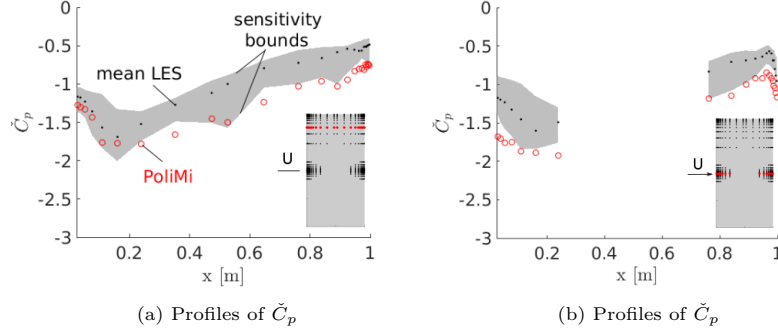 0
-0.5
-1
-1.5
-2
-2.5
-3
Č_p
sensitivity
bounds
mean LES
PoliMi
U
0.2
0.4
0.6
0.8
1
x [m]
(a) Profiles of Č_p
0
-0.5
-1
-1.5
-2
-2.5
-3
Č_p
U
0
0.2
0.4
0.6
0.8
1
x [m]
(b) Profiles of Č_p